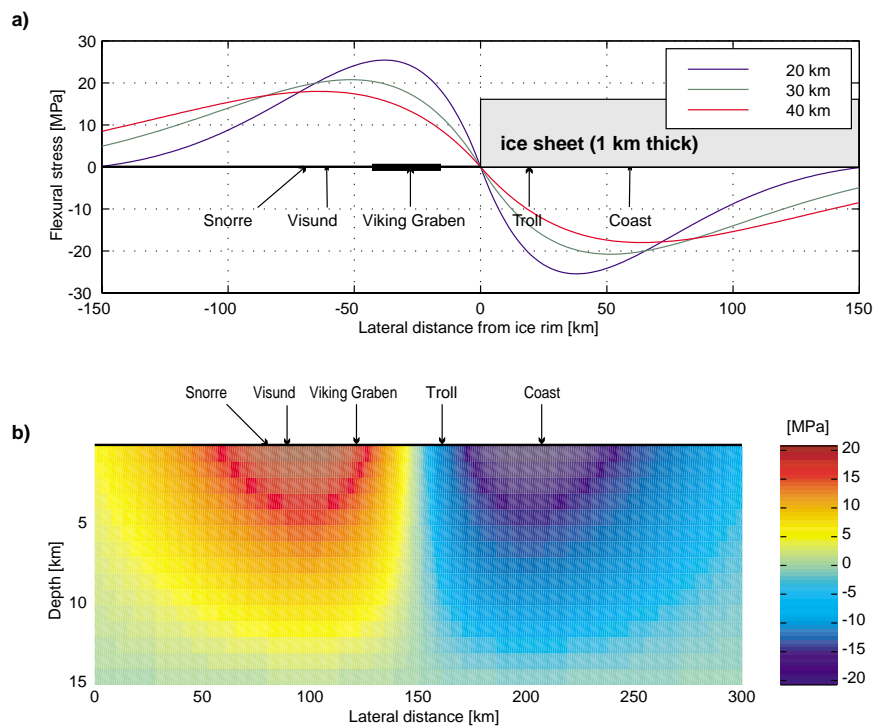 a)
30
20
10
0
-10
-20
-30
Flexural stress [MPa]
20 km
30 km
40 km
ice sheet (1 km thick)
Snorre Visund Viking Graben Troll Coast
-150 -100 -50 0 50 100 150
Lateral distance from ice rim [km]
Snorre Visund Viking Graben Troll Coast
b)
[MPa]
5
10
15
Depth [km]
20
15
10
5
0
-5
-10
-15
-20
0 50 100 150 200 250 300
Lateral distance [km]